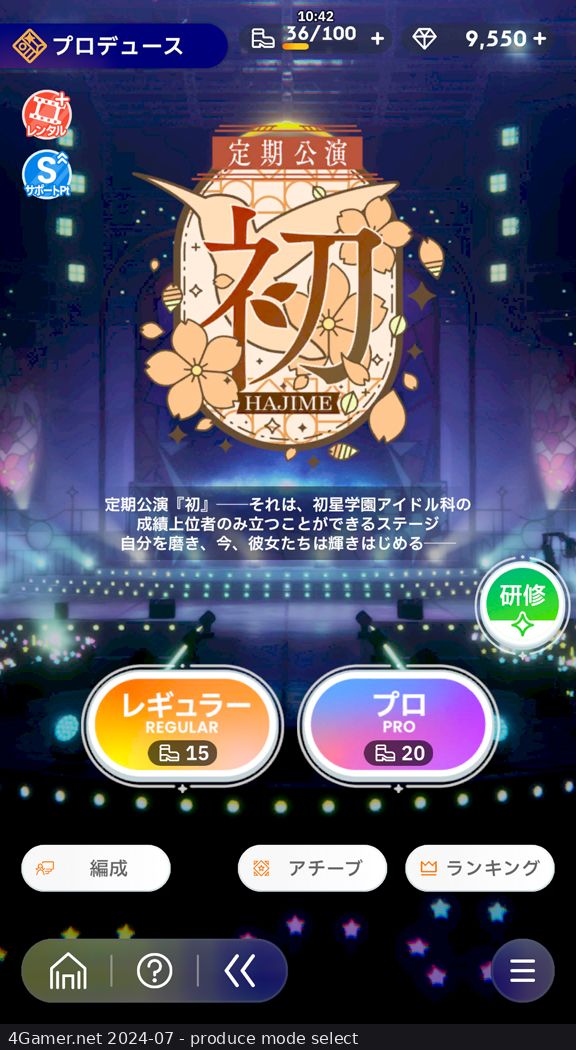 10:42
プロデュース
36/100
9,550
レンタル
S
サポートPt
定期公演
初
HAJIME
定期公演『初』――それは、初星学園アイドル科の
成績上位者のみ立つことができるステージ
自分を磨き、今、彼女たちは輝きはじめる――
研修
レギュラー
REGULAR
15
プロ
PRO
20
編成
アチーブ
ランキング
4Gamer.net 2024-07 - produce mode select